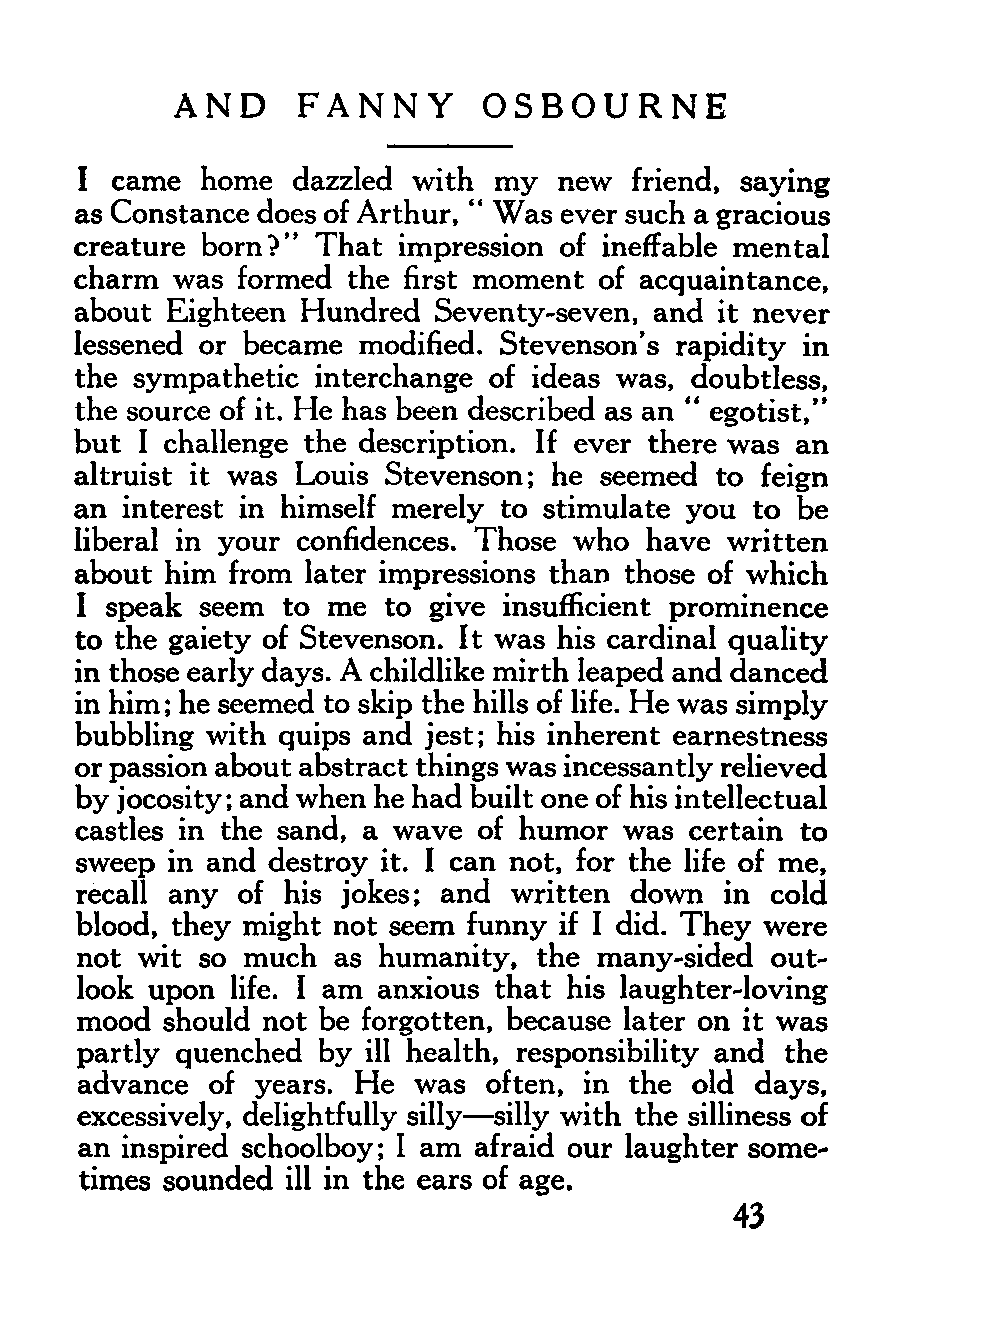 AND FANNY OSBOURNE
I came home dazzled with my new friend, saying
as Constance does of Arthur, “ Was ever such a gracious
creature born?” That impression of ineffable mental
charm was formed the first moment of acquaintance,
about Eighteen Hundred Seventy-seven, and it never
lessened or became modified. Stevenson’s rapidity in
the sympathetic interchange of ideas was, doubtless,
the source of it. He has been described as an “ egotist,”
but I challenge the description. If ever there was an
altruist it was Louis Stevenson; he seemed to feign
an interest in himself merely to stimulate you to be
liberal in your confidences. Those who have written
about him from later impressions than those of which
I speak seem to me to give insufficient prominence
to the gaiety of Stevenson. It was his cardinal quality
in those early days. A childlike mirth leaped and danced
in him; he seemed to skip the hills of life. He was simply
bubbling with quips and jest; his inherent earnestness
or passion about abstract things was incessantly relieved
by jocosity; and when he had built one of his intellectual
castles in the sand, a wave of humor was certain to
sweep in and destroy it. I can not, for the life of me,
recall any of his jokes; and written down in cold
blood, they might not seem funny if I did. They were
not wit so much as humanity, the many-sided out-
look upon life. I am anxious that his laughter-loving
mood should not be forgotten, because later on it was
partly quenched by ill health, responsibility and the
advance of years. He was often, in the old days,
excessively, delightfully silly—silly with the silliness of
an inspired schoolboy; I am afraid our laughter some-
times sounded ill in the ears of age.
43